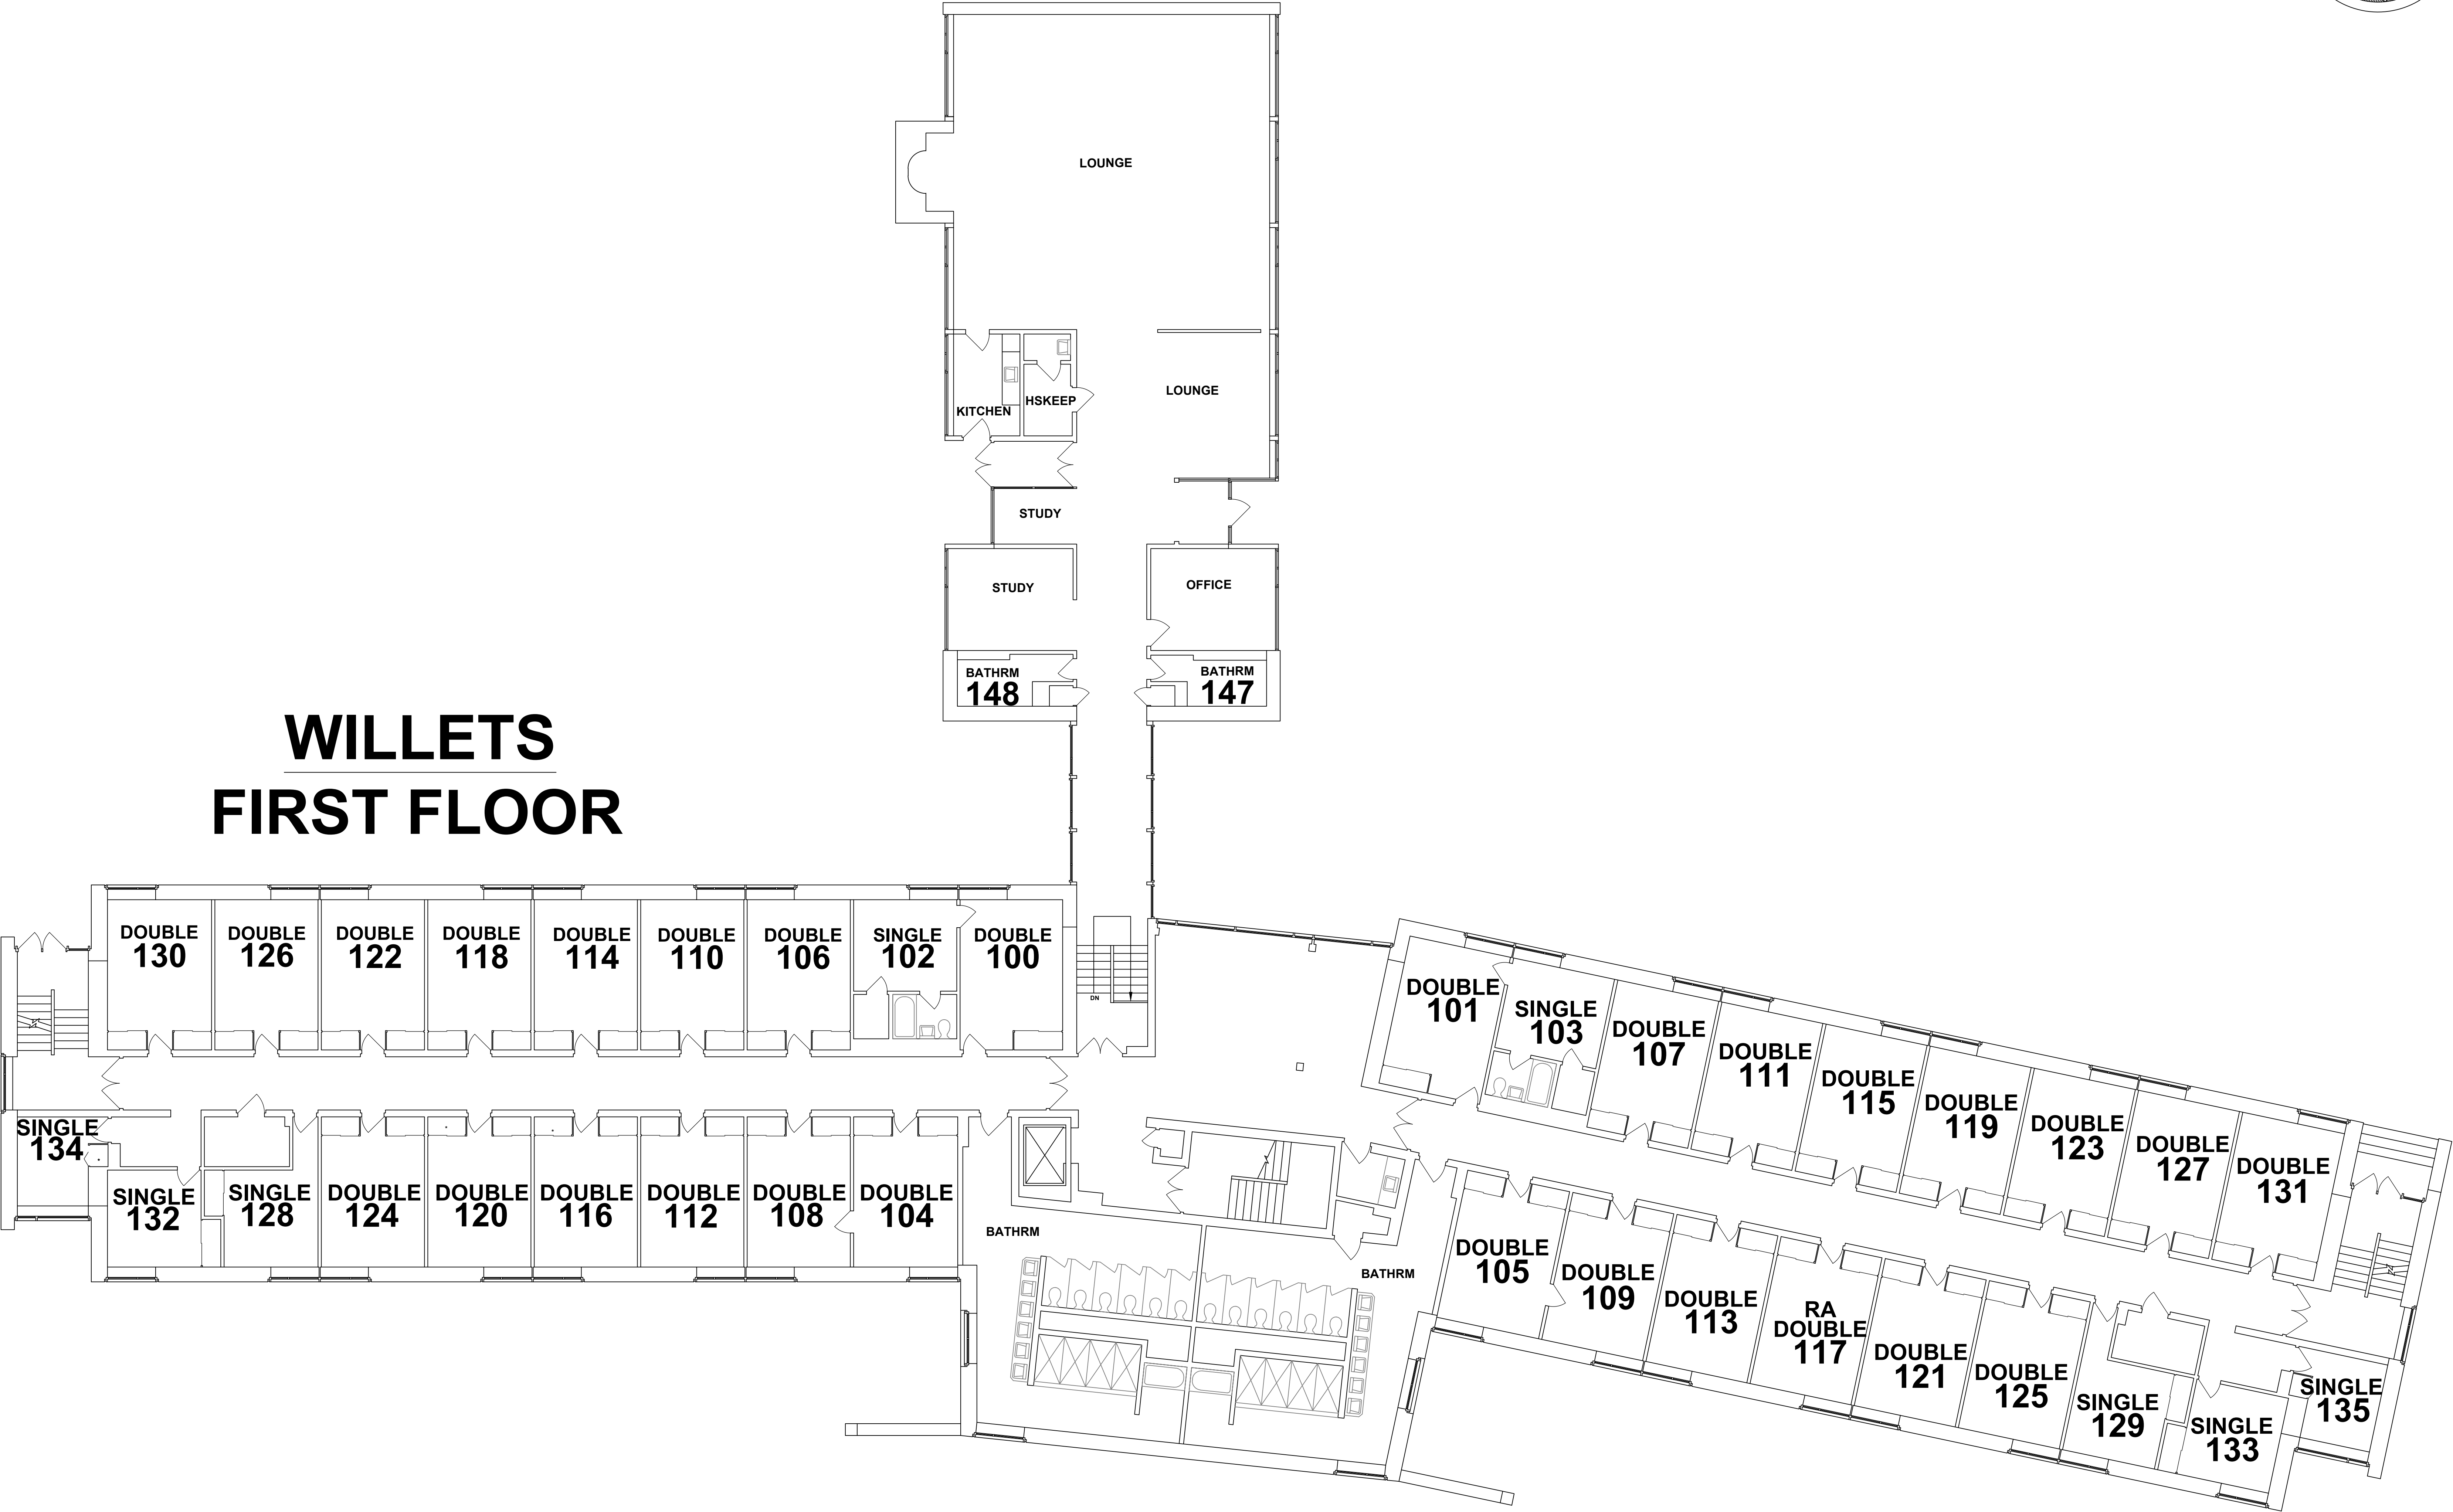 LOUNGE
LOUNGE
KITCHEN
HSKEEP
STUDY
STUDY
OFFICE
BATHRM
148
BATHRM
147
WILLETS
FIRST FLOOR
DOUBLE
130
DOUBLE
126
DOUBLE
122
DOUBLE
118
DOUBLE
114
DOUBLE
110
DOUBLE
106
SINGLE
102
DOUBLE
100
DN
DOUBLE
101
SINGLE
103
DOUBLE
107
DOUBLE
111
DOUBLE
115
DOUBLE
119
DOUBLE
123
DOUBLE
127
DOUBLE
131
SINGLE
134
SINGLE
132
SINGLE
128
DOUBLE
124
DOUBLE
120
DOUBLE
116
DOUBLE
112
DOUBLE
108
DOUBLE
104
BATHRM
BATHRM
DOUBLE
105
DOUBLE
109
DOUBLE
113
RA
DOUBLE
117
DOUBLE
121
DOUBLE
125
SINGLE
129
SINGLE
133
SINGLE
135